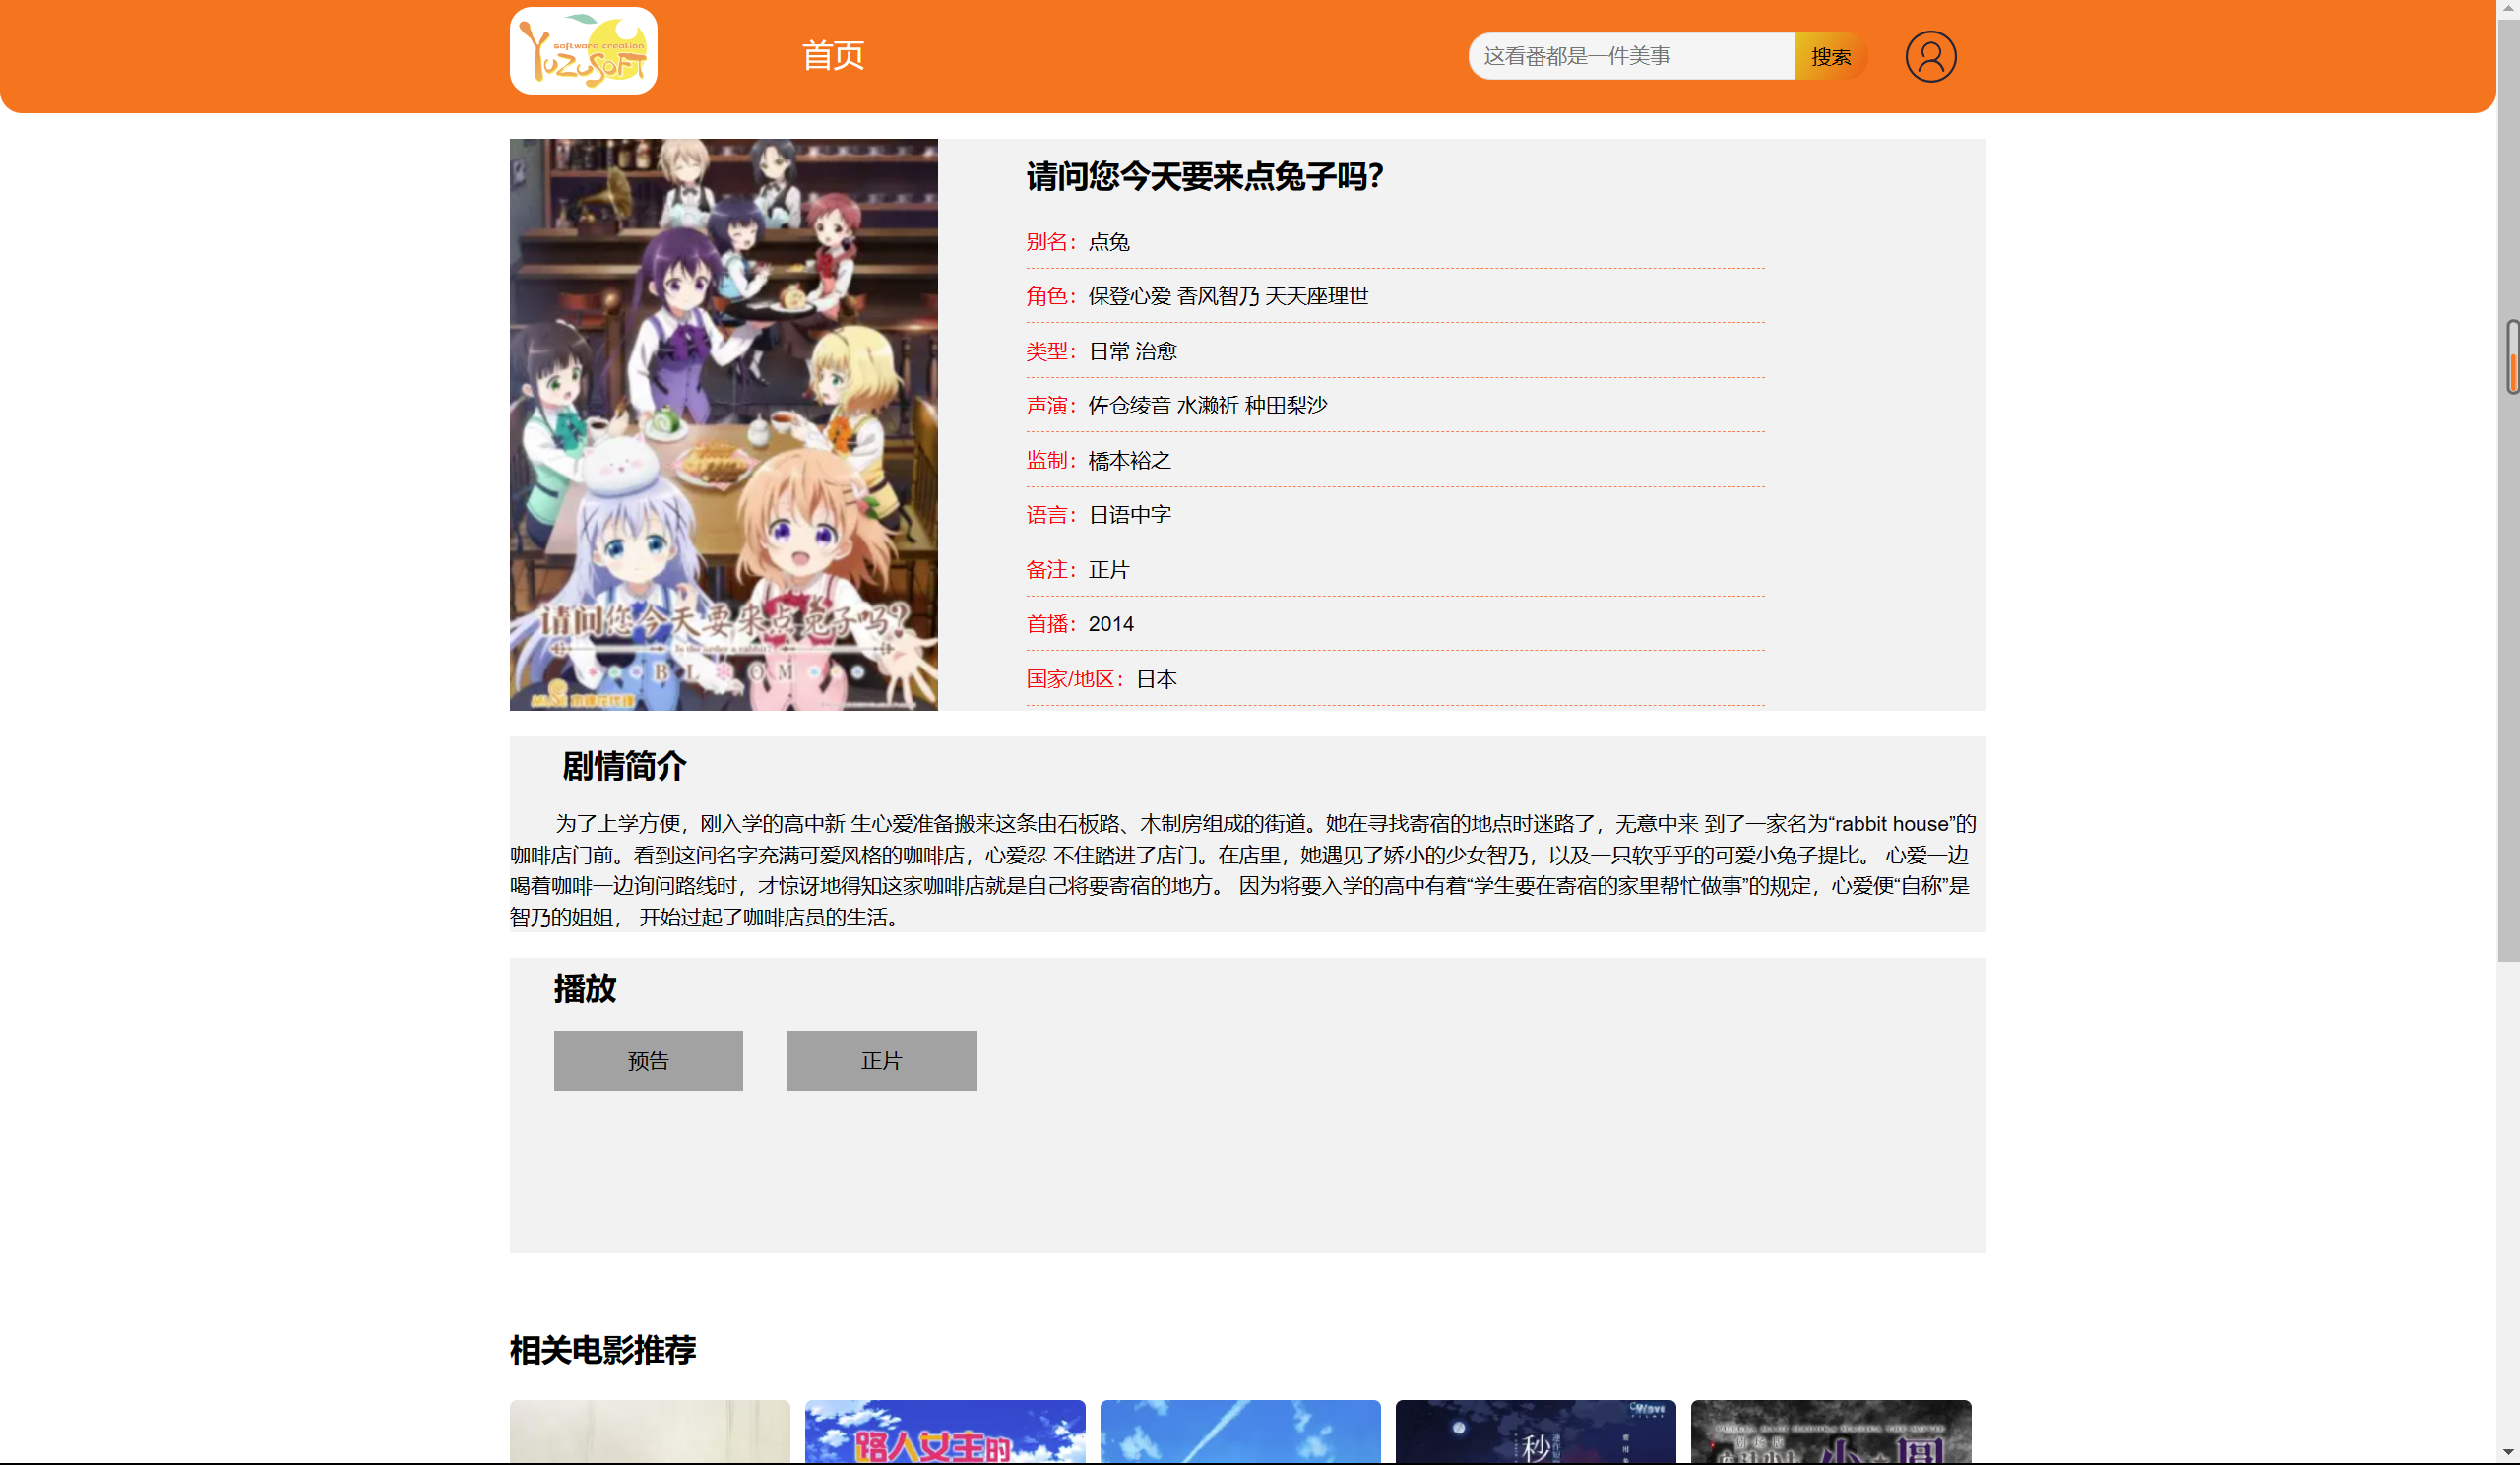 software creation
YUZUSOFT
首页
这看番都是一件美事
搜索
请问您今天要来点兔子吗？
别名：点兔
角色：保登心爱 香风智乃 天天座理世
类型：日常 治愈
声演：佐仓绫音 水濑祈 种田梨沙
监制：橋本裕之
语言：日语中字
备注：正片
首播：2014
国家/地区：日本
请问您今天要来点兔子吗?
Is the order a rabbit?
BL OM
剧情简介
为了上学方便，刚入学的高中新 生心爱准备搬来这条由石板路、木制房组成的街道。她在寻找寄宿的地点时迷路了，无意中来 到了一家名为“rabbit house”的
咖啡店门前。看到这间名字充满可爱风格的咖啡店，心爱忍 不住踏进了店门。在店里，她遇见了娇小的少女智乃，以及一只软乎乎的可爱小兔子提比。 心爱一边
喝着咖啡一边询问路线时，才惊讶地得知这家咖啡店就是自己将要寄宿的地方。 因为将要入学的高中有着“学生要在寄宿的家里帮忙做事”的规定，心爱便“自称”是
智乃的姐姐， 开始过起了咖啡店员的生活。
播放
预告
正片
相关电影推荐
路人女主的
秒